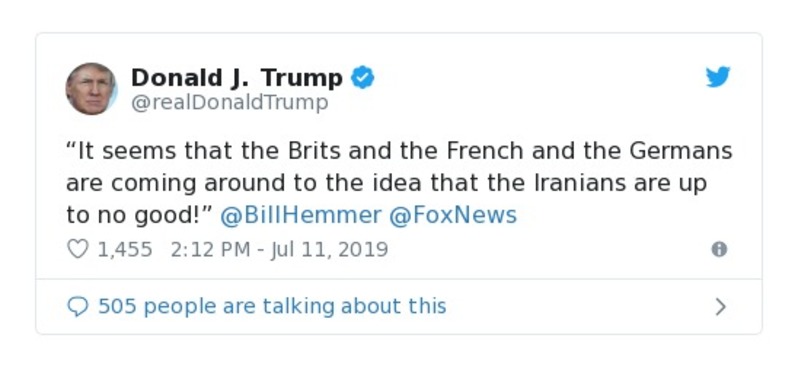 Donald J. Trump
@realDonaldTrump
“It seems that the Brits and the French and the Germans
are coming around to the idea that the Iranians are up
to no good!” @BillHemmer @FoxNews
1,455 2:12 PM - Jul 11, 2019
505 people are talking about this